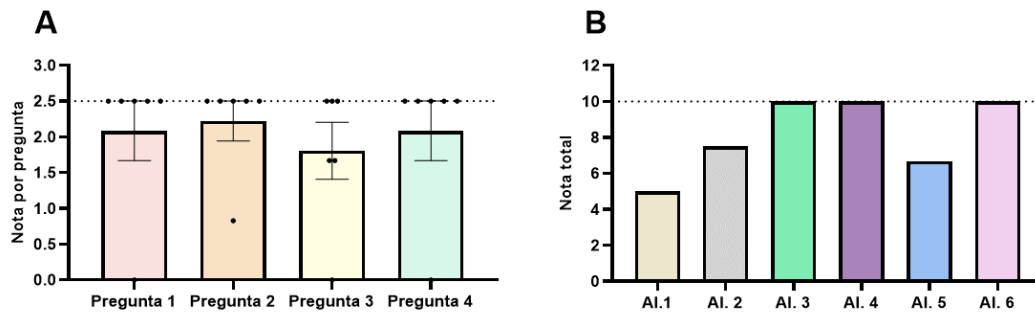 A
Nota por pregunta
3.0
2.5
2.0
1.5
1.0
0.5
0.0
Pregunta 1
Pregunta 2
Pregunta 3
Pregunta 4
B
Nota total
12
10
8
6
4
2
0
Al.1
Al. 2
Al. 3
Al. 4
Al. 5
Al. 6